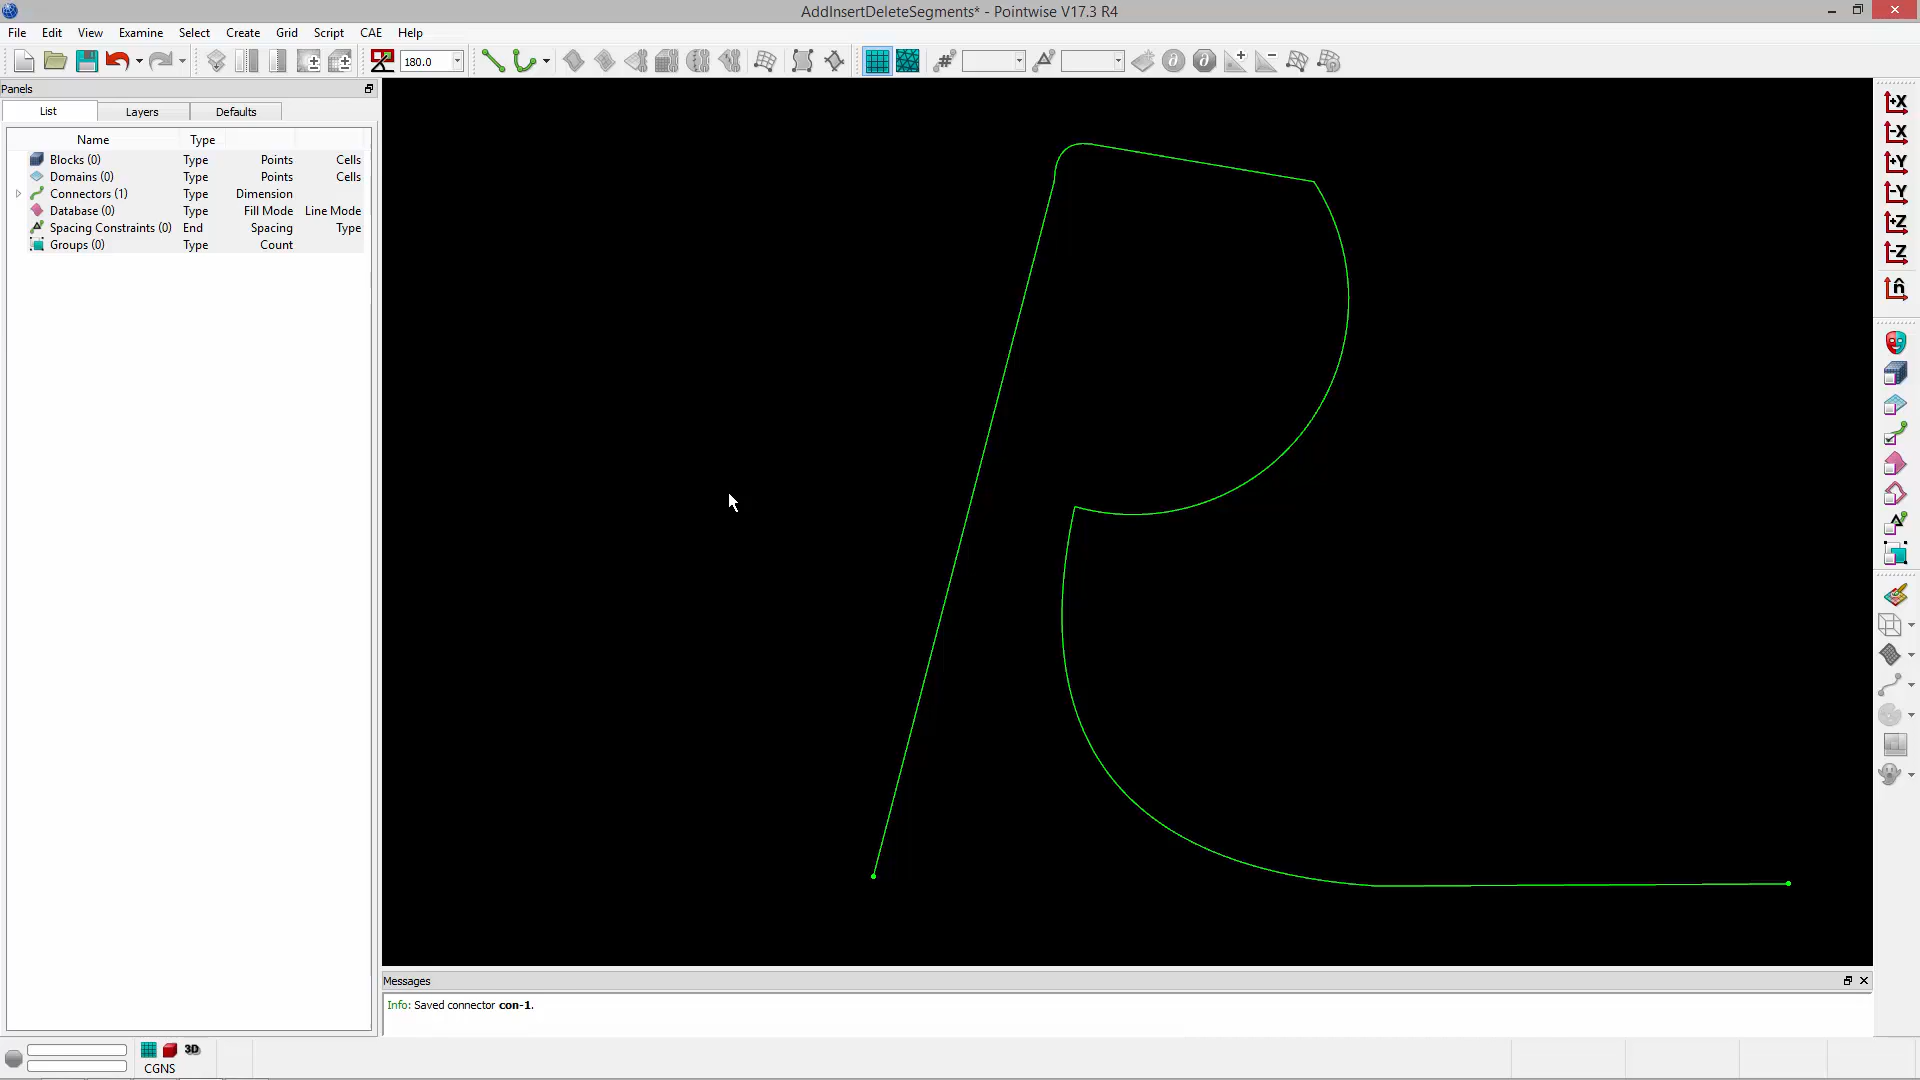 AddInsertDeleteSegments* - Pointwise V17.3 R4
File Edit View Examine Select Create Grid Script CAE Help
180.0
Panels
List Layers Defaults
Name Type
Blocks (0) Type Points Cells
Domains (0) Type Points Cells
Connectors (1) Type Dimension
Database (0) Type Fill Mode Line Mode
Spacing Constraints (0) End Spacing Type
Groups (0) Type Count
+X
-X
+Y
-Y
+Z
-Z
n̂
Messages
Info: Saved connector con-1.
3D
CGNS